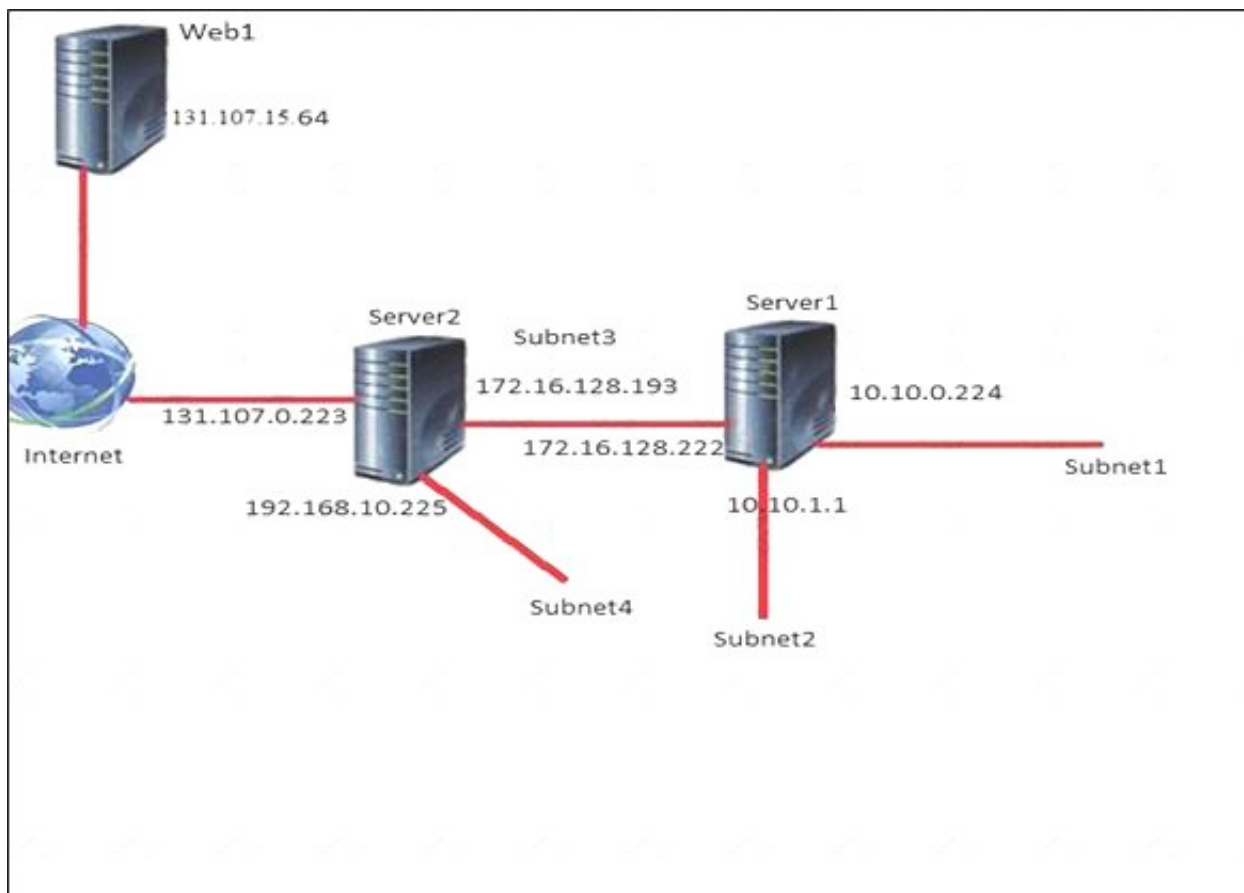 Web1
131.107.15.64
Server1
Server2
Subnet3
172.16.128.193
10.10.0.224
131.107.0.223
172.16.128.222
Internet
Subnet1
192.168.10.225
10.10.1.1
Subnet4
Subnet2